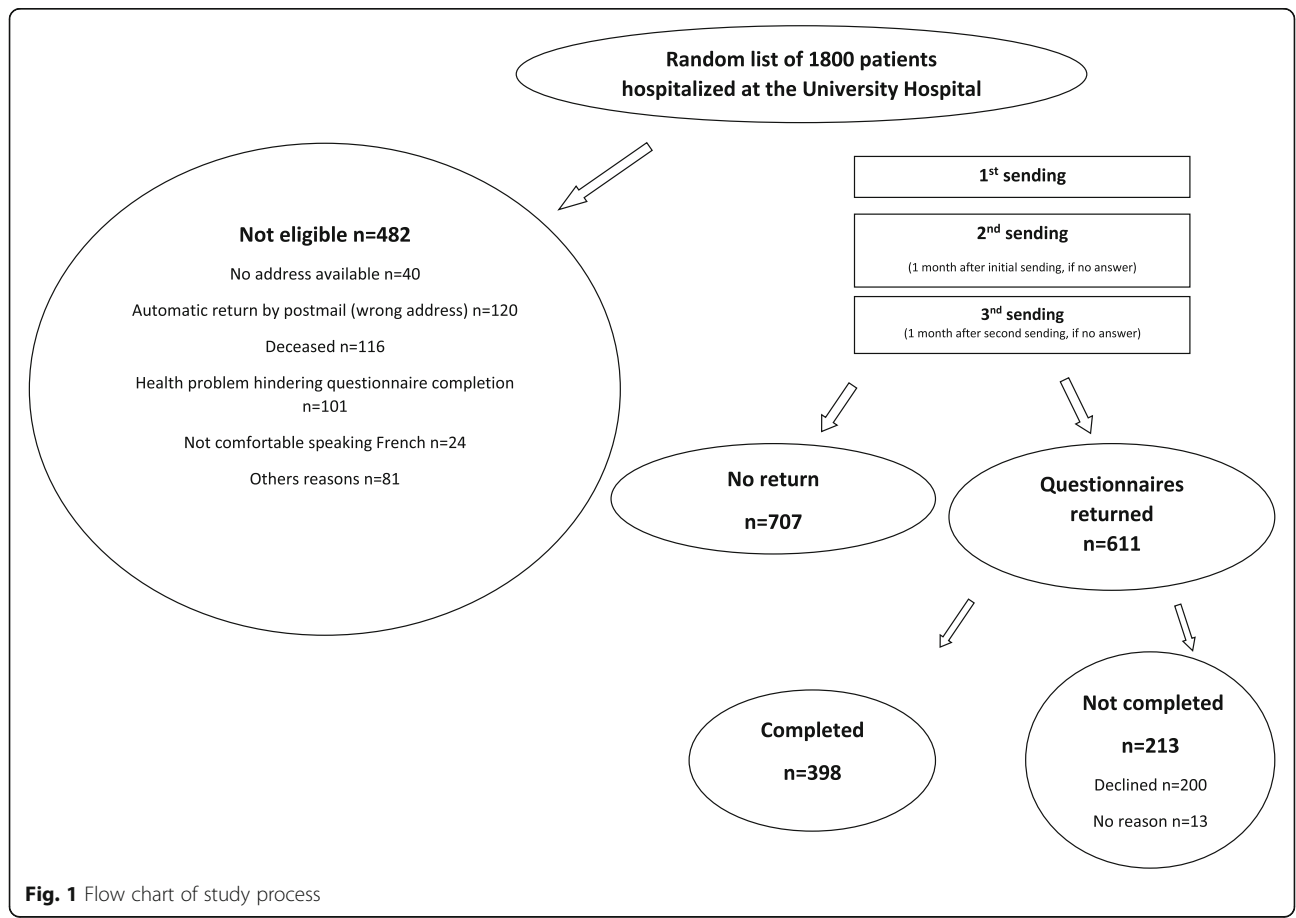 Random list of 1800 patients
hospitalized at the University Hospital
Not eligible n=482
No address available n=40
Automatic return by postmail (wrong address) n=120
Deceased n=116
Health problem hindering questionnaire completion
n=101
Not comfortable speaking French n=24
Others reasons n=81
1st sending
2nd sending
(1 month after initial sending, if no answer)
3nd sending
(1 month after second sending, if no answer)
No return
n=707
Questionnaires
returned
n=611
Completed
n=398
Not completed
n=213
Declined n=200
No reason n=13
Fig. 1 Flow chart of study process